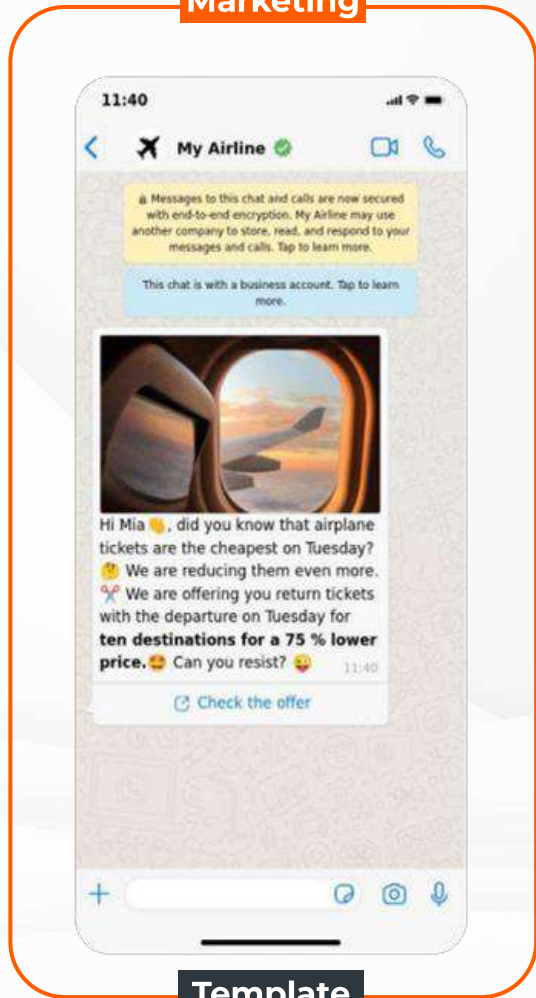 Marketing
11:40
My Airline
Messages to this chat and calls are now secured
with end-to-end encryption. My Airline may use
another company to store, read, and respond to your
messages and calls. Tap to learn more.
This chat is with a business account. Tap to learn
more.
Hi Mia 👋, did you know that airplane
tickets are the cheapest on Tuesday?
🤔 We are reducing them even more.
✂️ We are offering you return tickets
with the departure on Tuesday for
ten destinations for a 75 % lower
price.🤩 Can you resist? 😜 11:40
Check the offer
Template